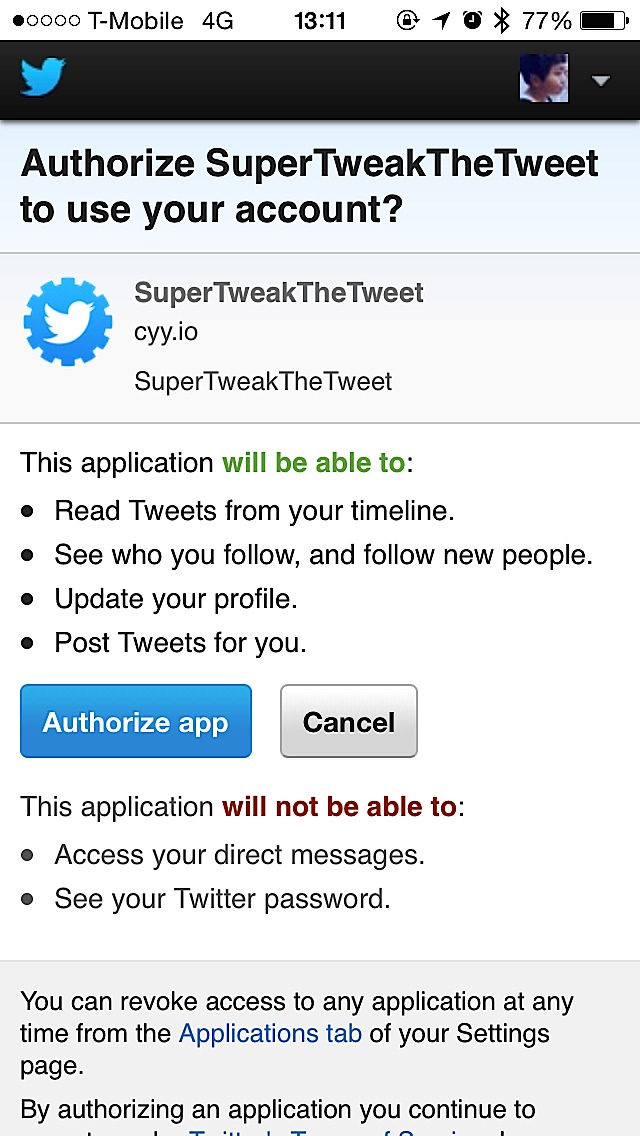 T-Mobile 4G 13:11 77%
Authorize SuperTweakTheTweet
to use your account?
SuperTweakTheTweet
cyy.io
SuperTweakTheTweet
This application will be able to:
Read Tweets from your timeline.
See who you follow, and follow new people.
Update your profile.
Post Tweets for you.
Authorize app Cancel
This application will not be able to:
Access your direct messages.
See your Twitter password.
You can revoke access to any application at any
time from the Applications tab of your Settings
page.
By authorizing an application you continue to